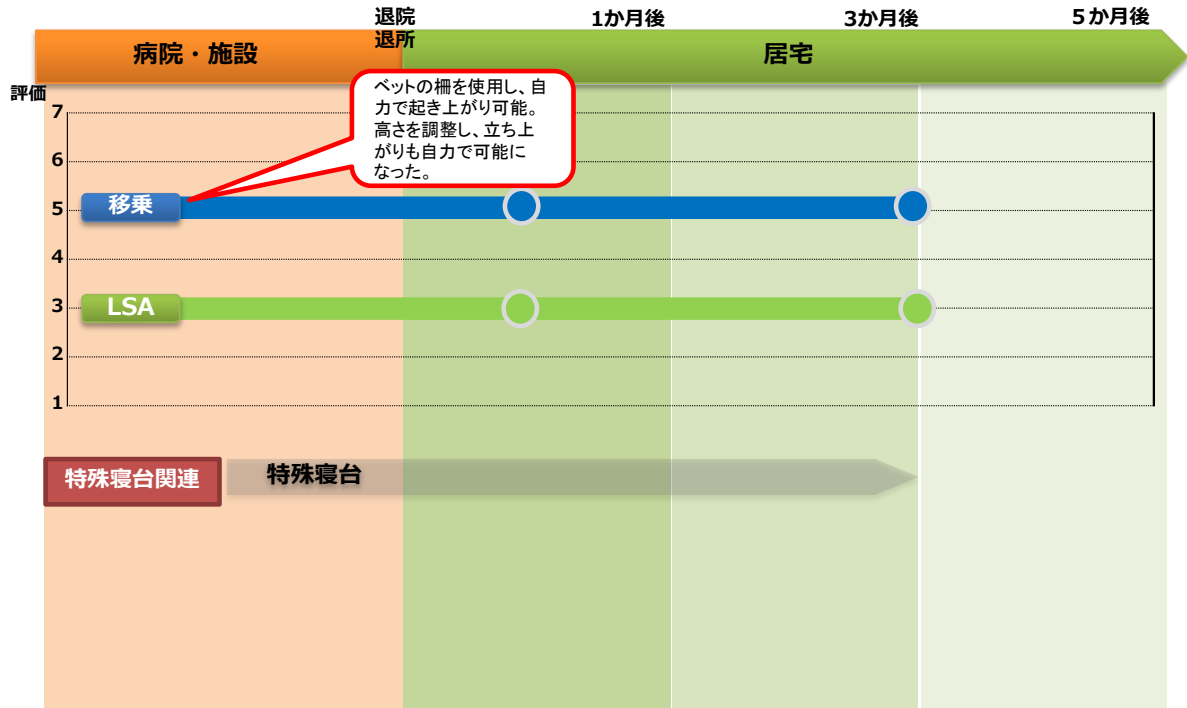 退院
退所
1か月後
3か月後
５か月後
病院・施設
居宅
評価
ベットの柵を使用し、自
力で起き上がり可能。
高さを調整し、立ち上
がりも自力で可能に
なった。
7
6
5
移乗
4
3
LSA
2
1
特殊寝台関連
特殊寝台